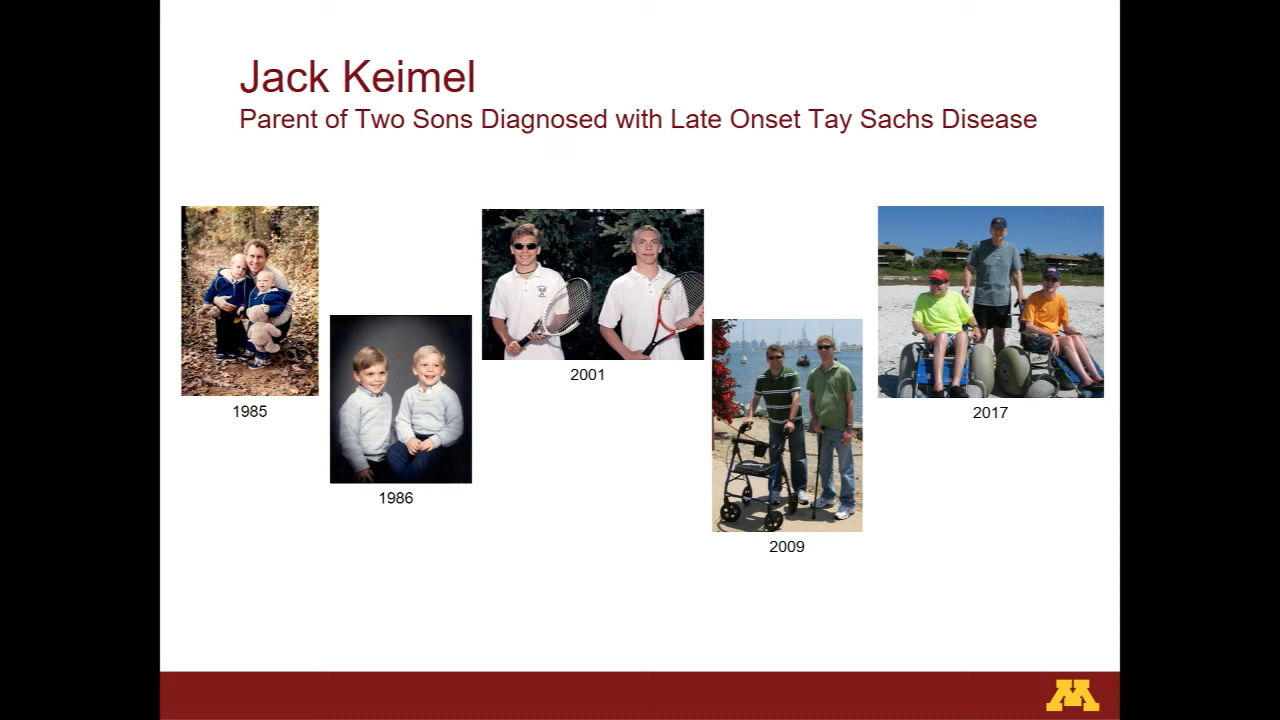 Jack Keimel
Parent of Two Sons Diagnosed with Late Onset Tay Sachs Disease
1985
1986
2001
2009
2017
M